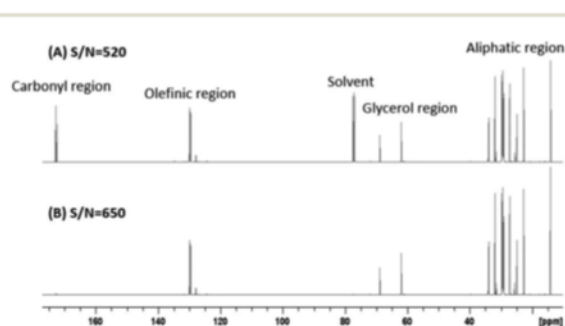 (A) S/N=520
Aliphatic region
Carbonyl region
Olefinic region
Solvent
Glycerol region
(B) S/N=650
160 140 120 100 80 60 40 20 [ppm]